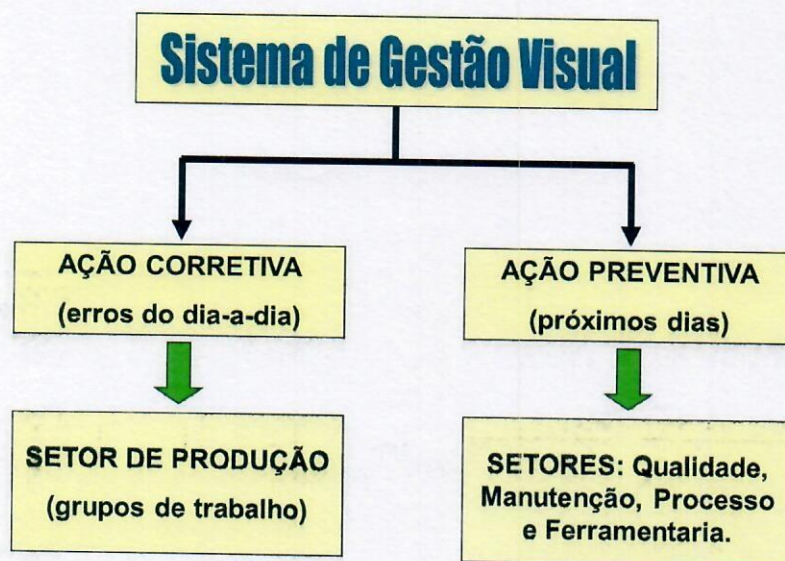 Sistema de Gestão Visual
AÇÃO CORRETIVA
(erros do dia-a-dia)
AÇÃO PREVENTIVA
(próximos dias)
SETOR DE PRODUÇÃO
(grupos de trabalho)
SETORES: Qualidade,
Manutenção, Processo
e Ferramentaria.